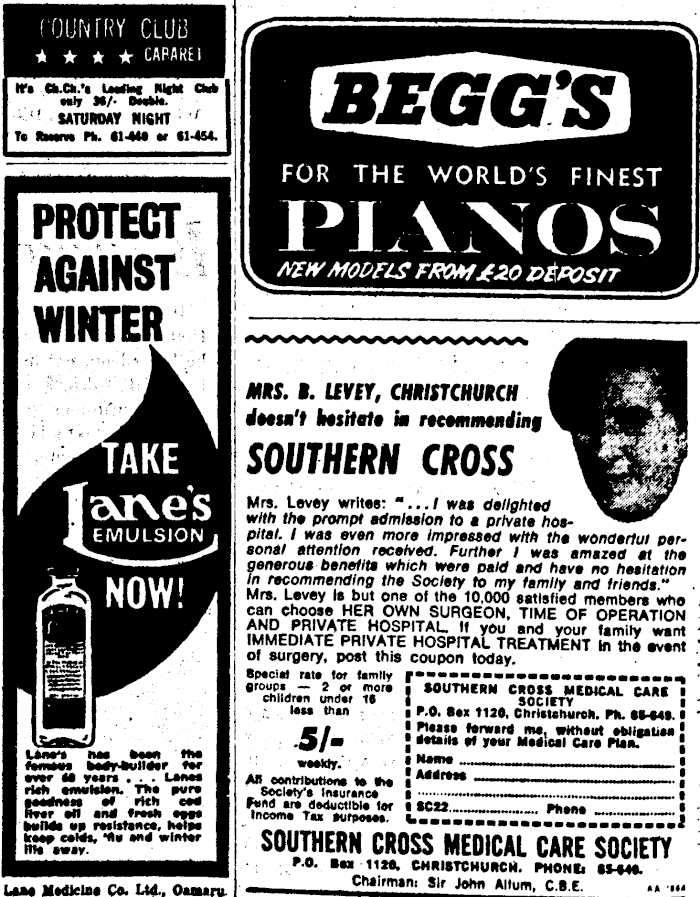 COUNTRY CLUB
★ ★ ★ ★ CABARET
It's Ch.Ch.'s Leading Night Club
only 36/- Double.
SATURDAY NIGHT
To Reserve Ph. 61-460 or 61-454.
PROTECT
AGAINST
WINTER
TAKE
Lane's
EMULSION
NOW!
Lane's has been the
famous body-builder for
over 60 years . . . Lanes
rich emulsion. The pure
goodness of rich cod
liver oil and fresh eggs
builds up resistance, helps
keep colds, 'flu and winter
ills away.
Lane Medicine Co. Ltd., Oamaru.
BEGG'S
FOR THE WORLD'S FINEST
PIANOS
NEW MODELS FROM £20 DEPOSIT
MRS. B. LEVEY, CHRISTCHURCH
doesn't hesitate in recommending
SOUTHERN CROSS
Mrs. Levey writes: "...I was delighted
with the prompt admission to a private hos-
pital. I was even more impressed with the wonderful per-
sonal attention received. Further I was amazed at the
generous benefits which were paid and have no hesitation
in recommending the Society to my family and friends."
Mrs. Levey is but one of the 10,000 satisfied members who
can choose HER OWN SURGEON, TIME OF OPERATION
AND PRIVATE HOSPITAL. If you and your family want
IMMEDIATE PRIVATE HOSPITAL TREATMENT in the event
of surgery, post this coupon today.
Special rate for family
groups — 2 or more
children under 16
less than
5/-
weekly.
All contributions to the
Society's Insurance
Fund are deductible for
Income Tax purposes.
SOUTHERN CROSS MEDICAL CARE
SOCIETY
P.O. Box 1120, Christchurch. Ph. 65-649.
Please forward me, without obligation
details of your Medical Care Plan.
Name
Address
SC22 Phone
SOUTHERN CROSS MEDICAL CARE SOCIETY
P.O. Box 1120, CHRISTCHURCH. PHONE: 65-649.
Chairman: Sir John Allum, C.B.E.